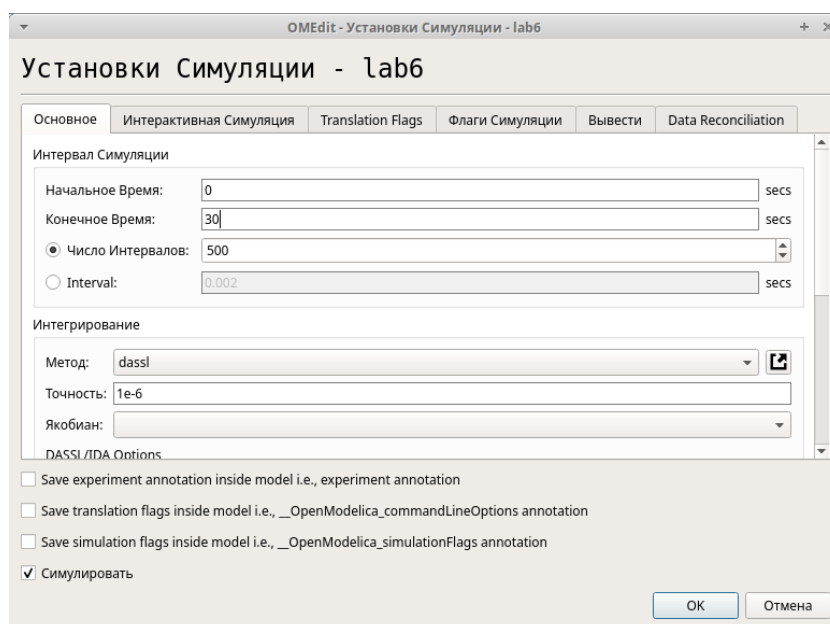 OMEdit - Установки Симуляции - lab6
Установки Симуляции - lab6
Основное Интерактивная Симуляция Translation Flags Флаги Симуляции Вывести Data Reconciliation
Интервал Симуляции
Начальное Время: 0 secs
Конечное Время: 30 secs
Число Интервалов: 500
Interval: 0.002 secs
Интегрирование
Метод: dassl
Точность: 1e-6
Якобиан:
DASSL/IDA Options
Save experiment annotation inside model i.e., experiment annotation
Save translation flags inside model i.e., __OpenModelica_commandLineOptions annotation
Save simulation flags inside model i.e., __OpenModelica_simulationFlags annotation
Симулировать
OK Отмена